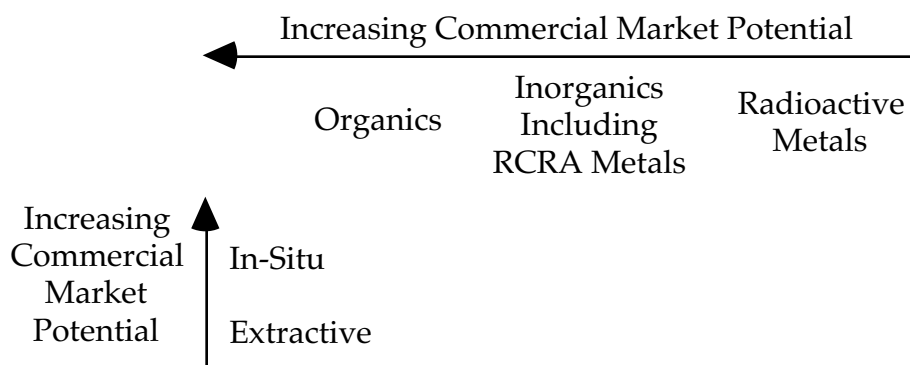 Increasing Commercial Market Potential
Organics
Inorganics
Including
RCRA Metals
Radioactive
Metals
Increasing
Commercial
Market
Potential
In-Situ
Extractive